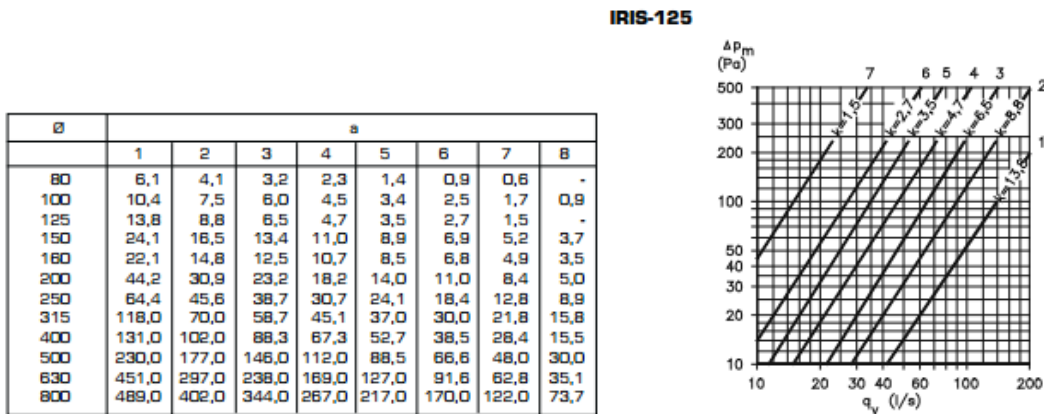 IRIS-125
Ø a
1 2 3 4 5 6 7 8
80 6,1 4,1 3,2 2,3 1,4 0,9 0,6 -
100 10,4 7,5 6,0 4,5 3,4 2,5 1,7 0,9
125 13,8 8,8 6,5 4,7 3,5 2,7 1,5 -
150 24,1 16,5 13,4 11,0 8,9 6,9 5,2 3,7
160 22,1 14,8 12,5 10,7 8,5 6,8 4,9 3,5
200 44,2 30,9 23,2 18,2 14,0 11,0 8,4 5,0
250 64,4 45,6 38,7 30,7 24,1 18,4 12,8 8,9
315 118,0 70,0 58,7 45,1 37,0 30,0 21,8 15,8
400 131,0 102,0 88,3 67,3 52,7 38,5 28,4 15,5
500 230,0 177,0 146,0 112,0 88,5 66,6 48,0 30,0
630 451,0 297,0 238,0 169,0 127,0 91,6 62,8 35,1
800 489,0 402,0 344,0 267,0 217,0 170,0 122,0 73,7
Δpm
(Pa)
7 6 5 4 3
2
1
500
300
200
100
50
40
30
20
10
k=1,5 k=2,7 k=3,5 k=4,7 k=6,5 k=8,8 k=13,8
10 20 30 40 60 100 200
qv (l/s)